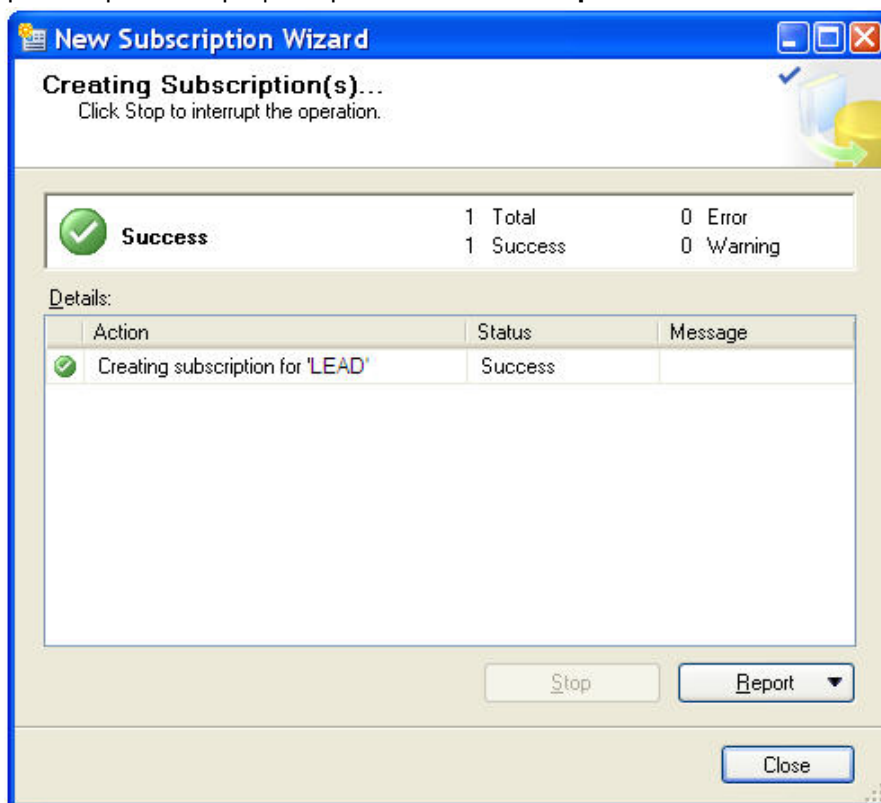 New Subscription Wizard
Creating Subscription(s)...
Click Stop to interrupt the operation.
Success
1 Total
0 Error
1 Success
0 Warning
Details:
Action Status Message
Creating subscription for 'LEAD' Success
Stop
Report
Close